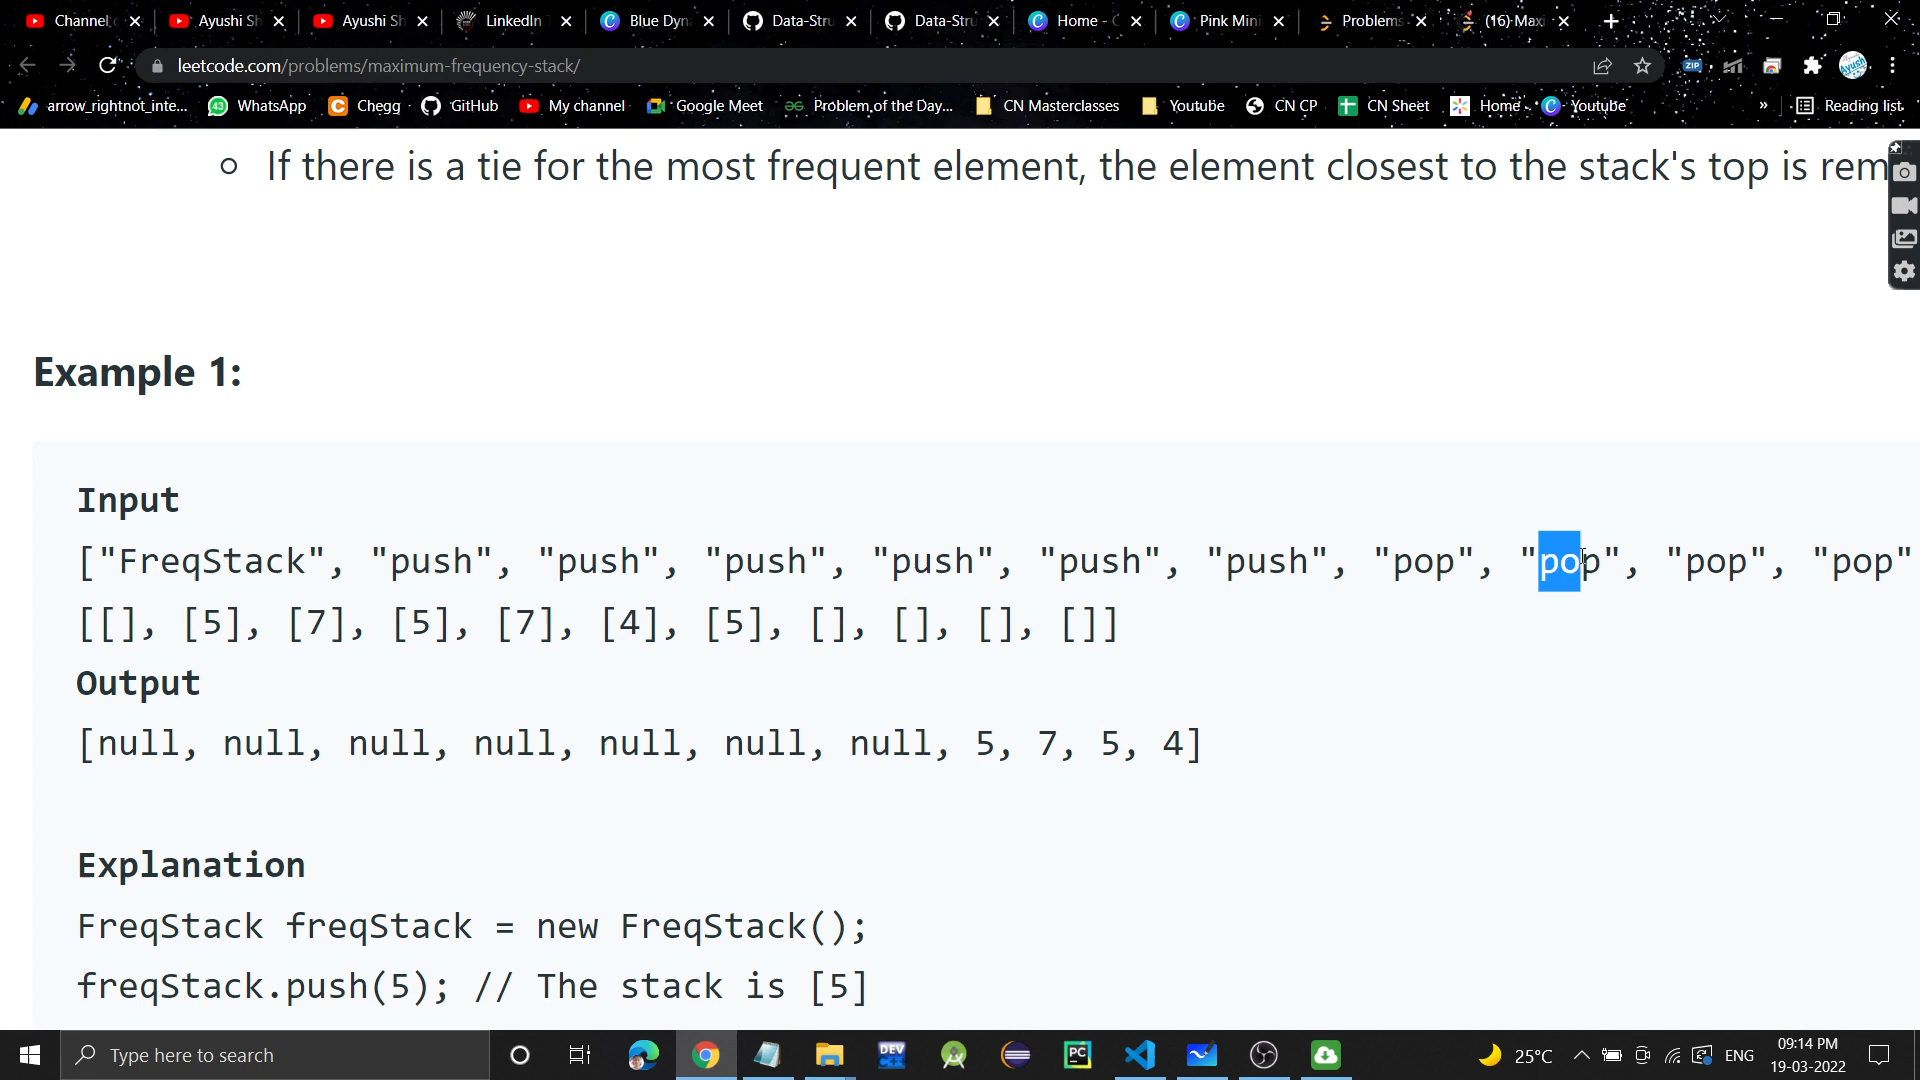 Channel Ayushi Sh Ayushi Sh LinkedIn Blue Dyn Data-Stru Data-Stru Home - C Pink Mini Problems (16) Maxi
leetcode.com/problems/maximum-frequency-stack/ ZIP
arrow_rightnot_inte... 43 WhatsApp Chegg GitHub My channel Google Meet Problem of the Day... CN Masterclasses Youtube CN CP CN Sheet Home Youtube » Reading list
If there is a tie for the most frequent element, the element closest to the stack's top is rem
Example 1:
Input
["FreqStack", "push", "push", "push", "push", "push", "push", "pop", "pop", "pop", "pop"
[[], [5], [7], [5], [7], [4], [5], [], [], [], []]
Output
[null, null, null, null, null, null, null, 5, 7, 5, 4]
Explanation
FreqStack freqStack = new FreqStack();
freqStack.push(5); // The stack is [5]
Type here to search DEV PC 25°C ENG 09:14 PM
19-03-2022